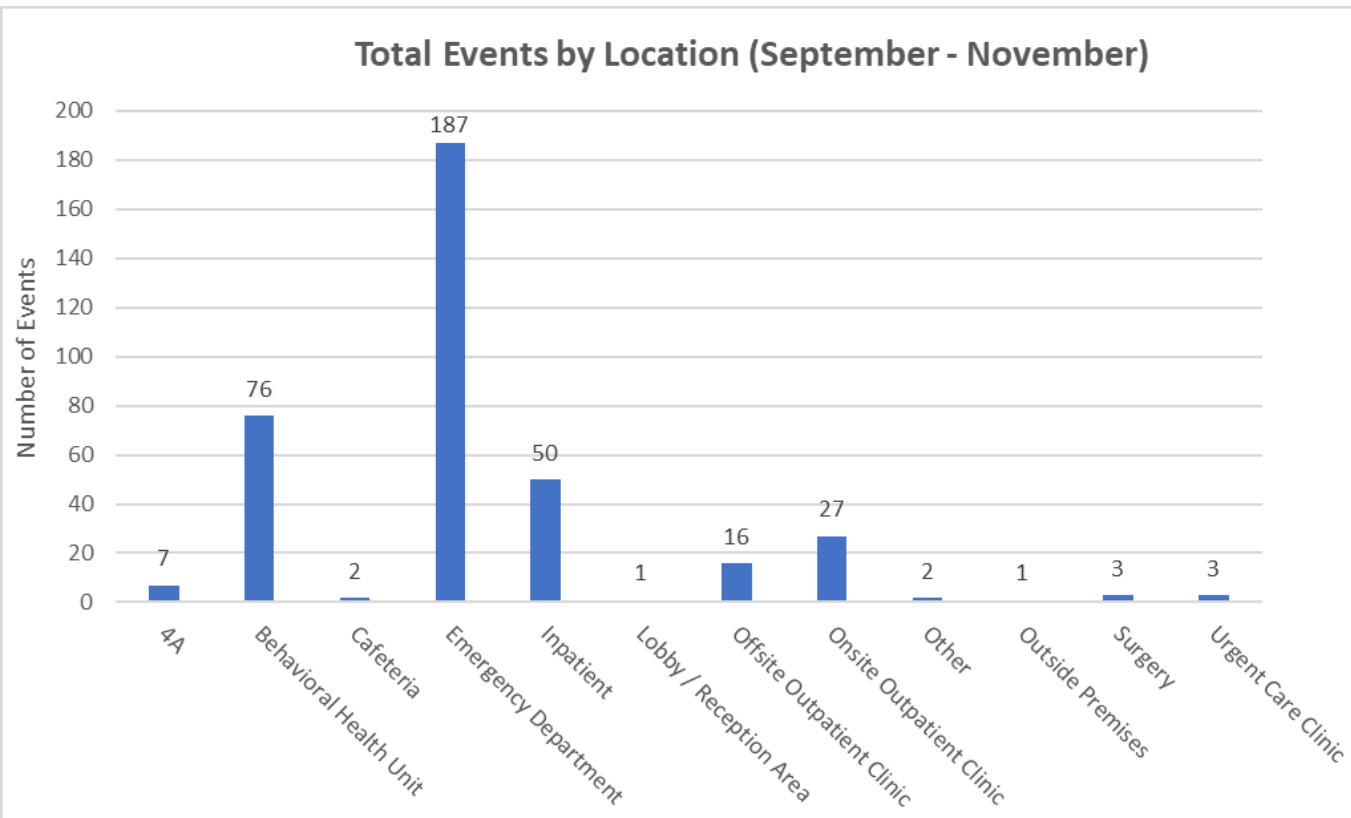 Total Events by Location (September - November)
Number of Events
200
180
160
140
120
100
80
60
40
20
0
7
76
2
187
50
1
16
27
2
1
3
3
4A
Behavioral Health Unit
Cafeteria
Emergency Department
Inpatient
Lobby / Reception Area
Offsite Outpatient Clinic
Onsite Outpatient Clinic
Other
Outside Premises
Surgery
Urgent Care Clinic